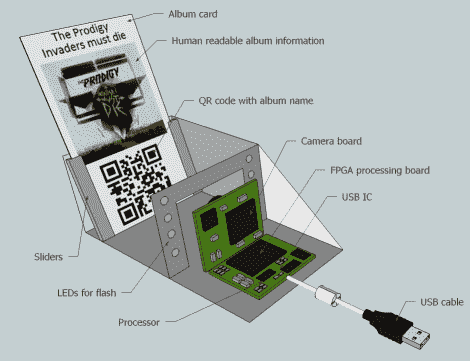 Album card
The Prodigy
Invaders must die
Human readable album information
PRODIGY
DIE
QR code with album name
Camera board
FPGA processing board
USB IC
Sliders
LEDs for flash
Processor
USB cable